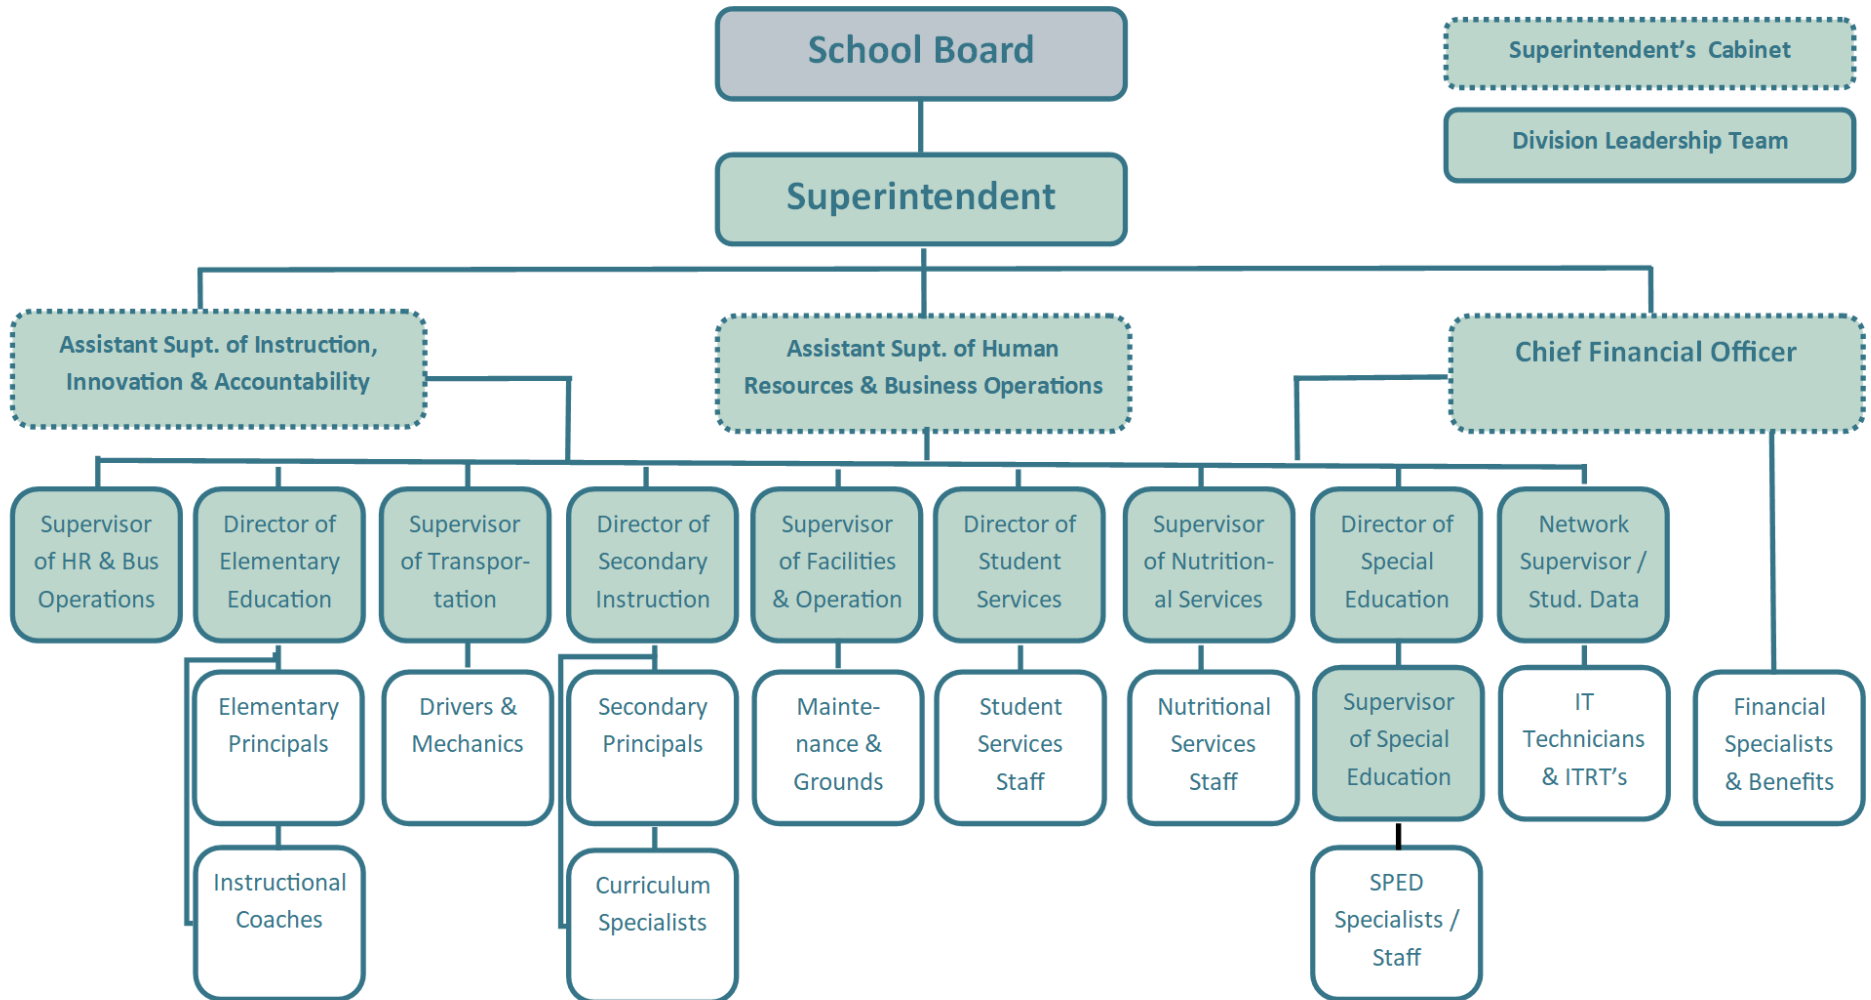 School Board
Superintendent's  Cabinet
Division Leadership Team
Superintendent
Assistant Supt. of Instruction,
Innovation & Accountability
Assistant Supt. of Human
Resources & Business Operations
Chief Financial Officer
Supervisor
of HR & Bus
Operations
Director of
Elementary
Education
Supervisor
of Transpor-
tation
Director of
Secondary
Instruction
Supervisor
of Facilities
& Operation
Director of
Student
Services
Supervisor
of Nutrition-
al Services
Director of
Special
Education
Network
Supervisor /
Stud. Data
Elementary
Principals
Drivers &
Mechanics
Secondary
Principals
Mainte-
nance &
Grounds
Student
Services
Staff
Nutritional
Services
Staff
Supervisor
of Special
Education
IT
Technicians
& ITRT's
Financial
Specialists
& Benefits
Instructional
Coaches
Curriculum
Specialists
SPED
Specialists /
Staff